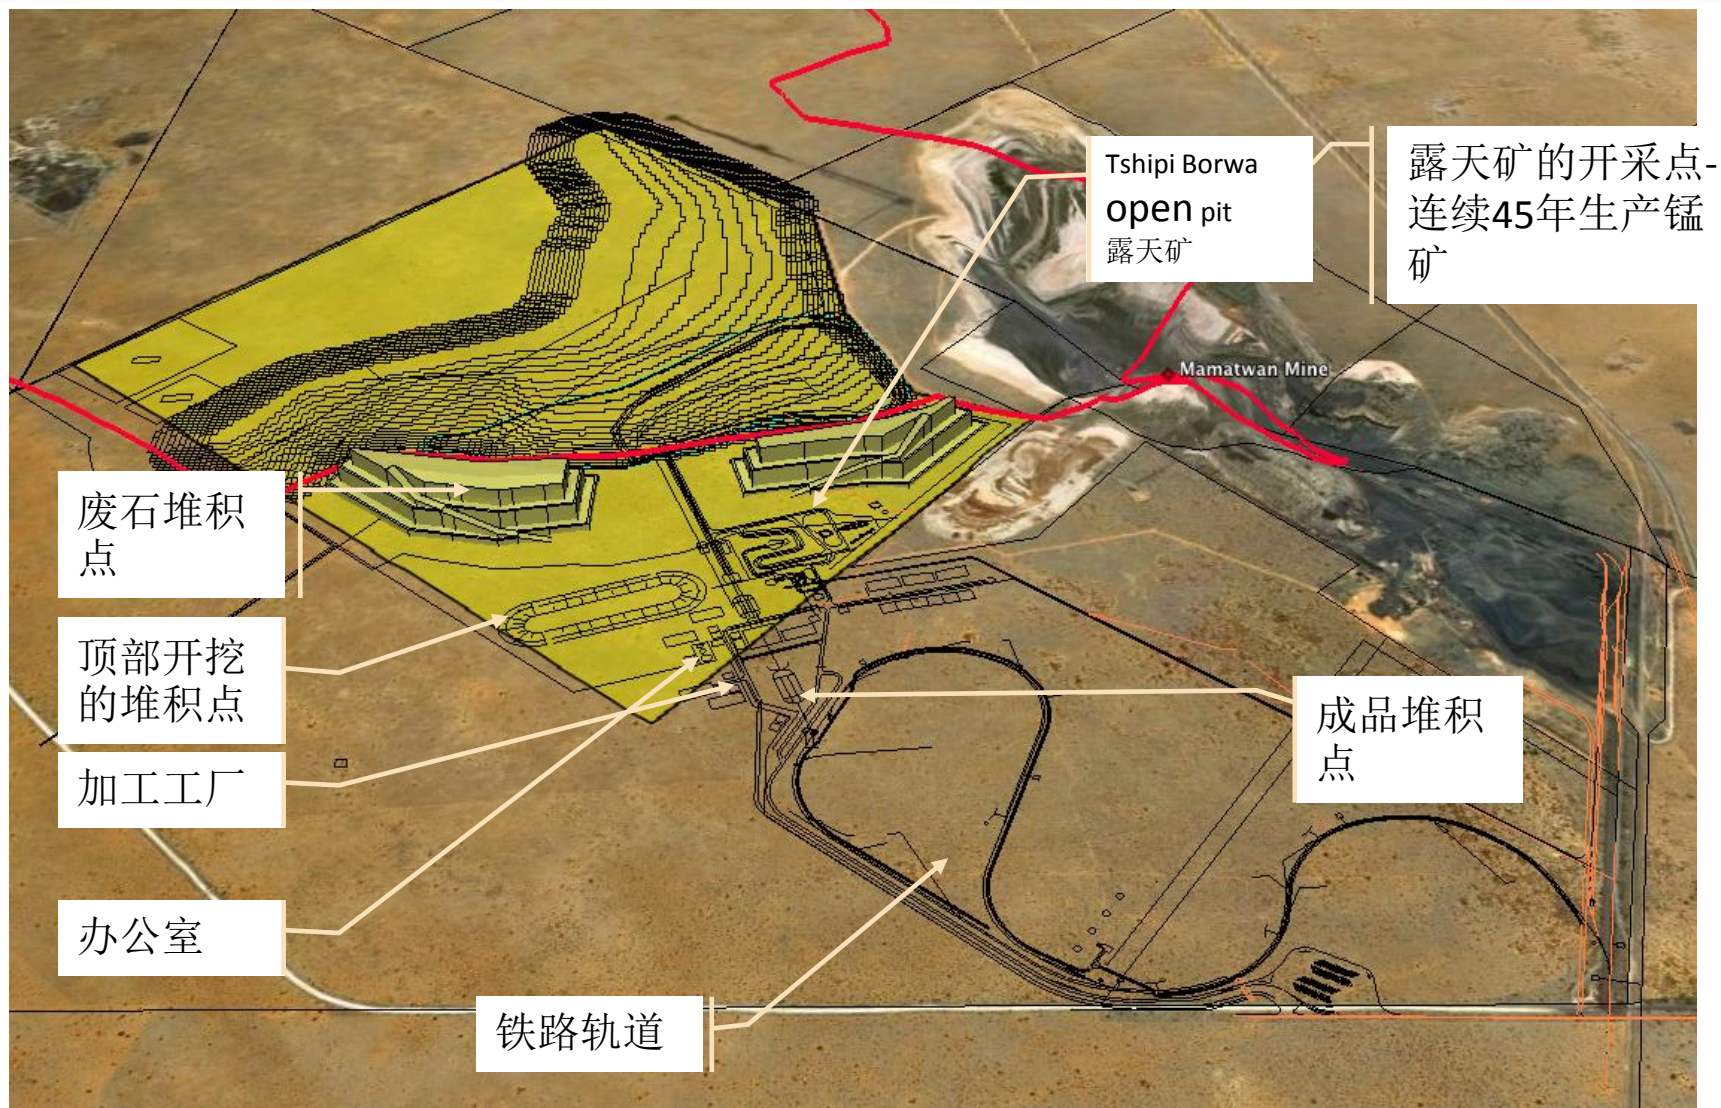 Tshipi Borwa
open pit
露天矿
露天矿的开采点-
连续45年生产锰
矿
Mamatwan Mine
废石堆积
点
顶部开挖
的堆积点
加工工厂
成品堆积
点
办公室
铁路轨道